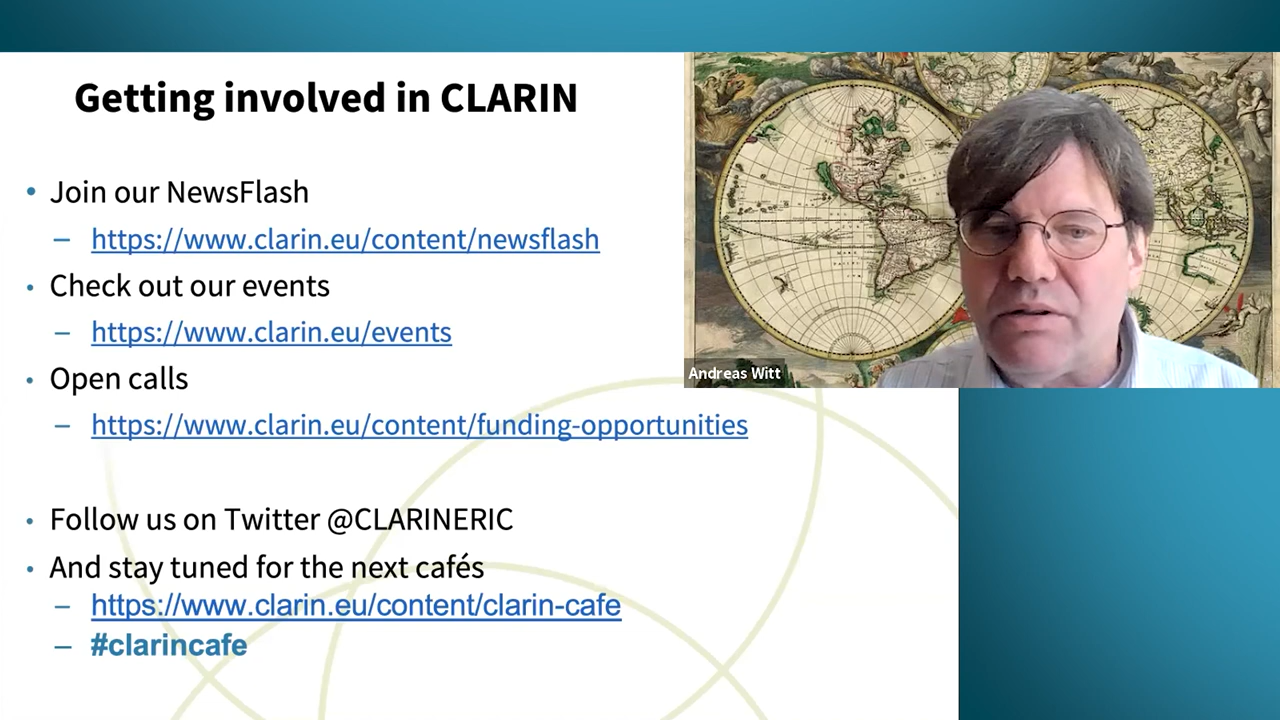 Getting involved in CLARIN
• Join our NewsFlash
– https://www.clarin.eu/content/newsflash
• Check out our events
– https://www.clarin.eu/events
• Open calls
– https://www.clarin.eu/content/funding-opportunities
• Follow us on Twitter @CLARINERIC
• And stay tuned for the next cafés
– https://www.clarin.eu/content/clarin-cafe
– #clarincafe
Andreas Witt